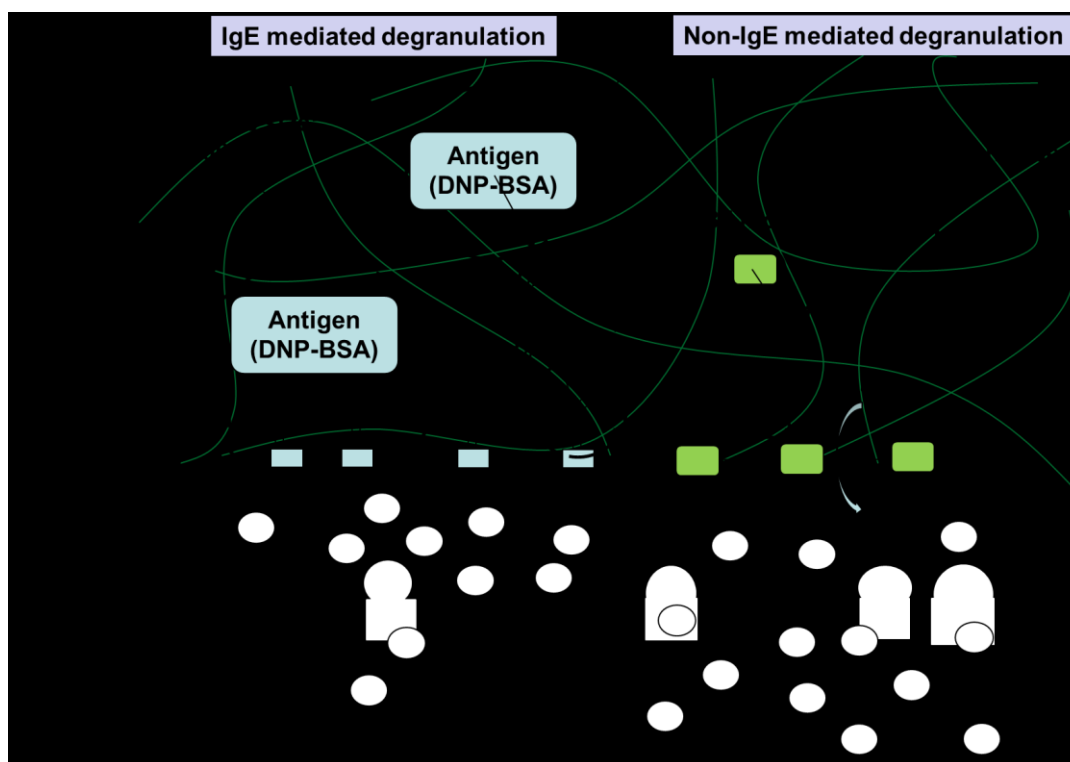 IgE mediated degranulation
Non-IgE mediated degranulation
Antigen
(DNP-BSA)
Antigen
(DNP-BSA)